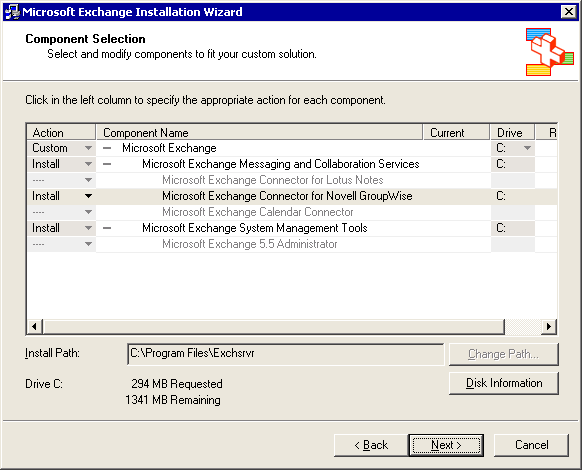 Microsoft Exchange Installation Wizard
Component Selection
Select and modify components to fit your custom solution.
Click in the left column to specify the appropriate action for each component.
Action Component Name Current Drive R
Custom Microsoft Exchange C:
Install Microsoft Exchange Messaging and Collaboration Services C:
---- Microsoft Exchange Connector for Lotus Notes
Install Microsoft Exchange Connector for Novell GroupWise C:
---- Microsoft Exchange Calendar Connector
Install Microsoft Exchange System Management Tools C:
---- Microsoft Exchange 5.5 Administrator
Install Path: C:\Program Files\Exchsrvr Change Path...
Drive C: 294 MB Requested Disk Information
1341 MB Remaining
< Back Next > Cancel